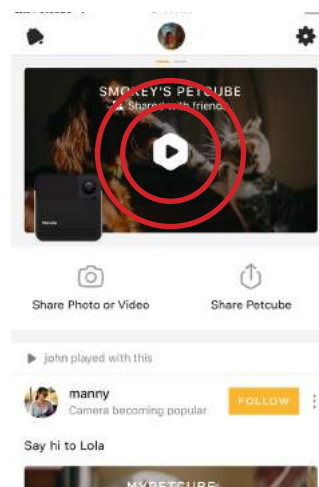 SMOKEY'S PETCUBE
Shared with friends
Share Photo or Video
Share Petcube
john played with this
manny
Camera becoming popular
FOLLOW
Say hi to Lola
MYPETCUBE